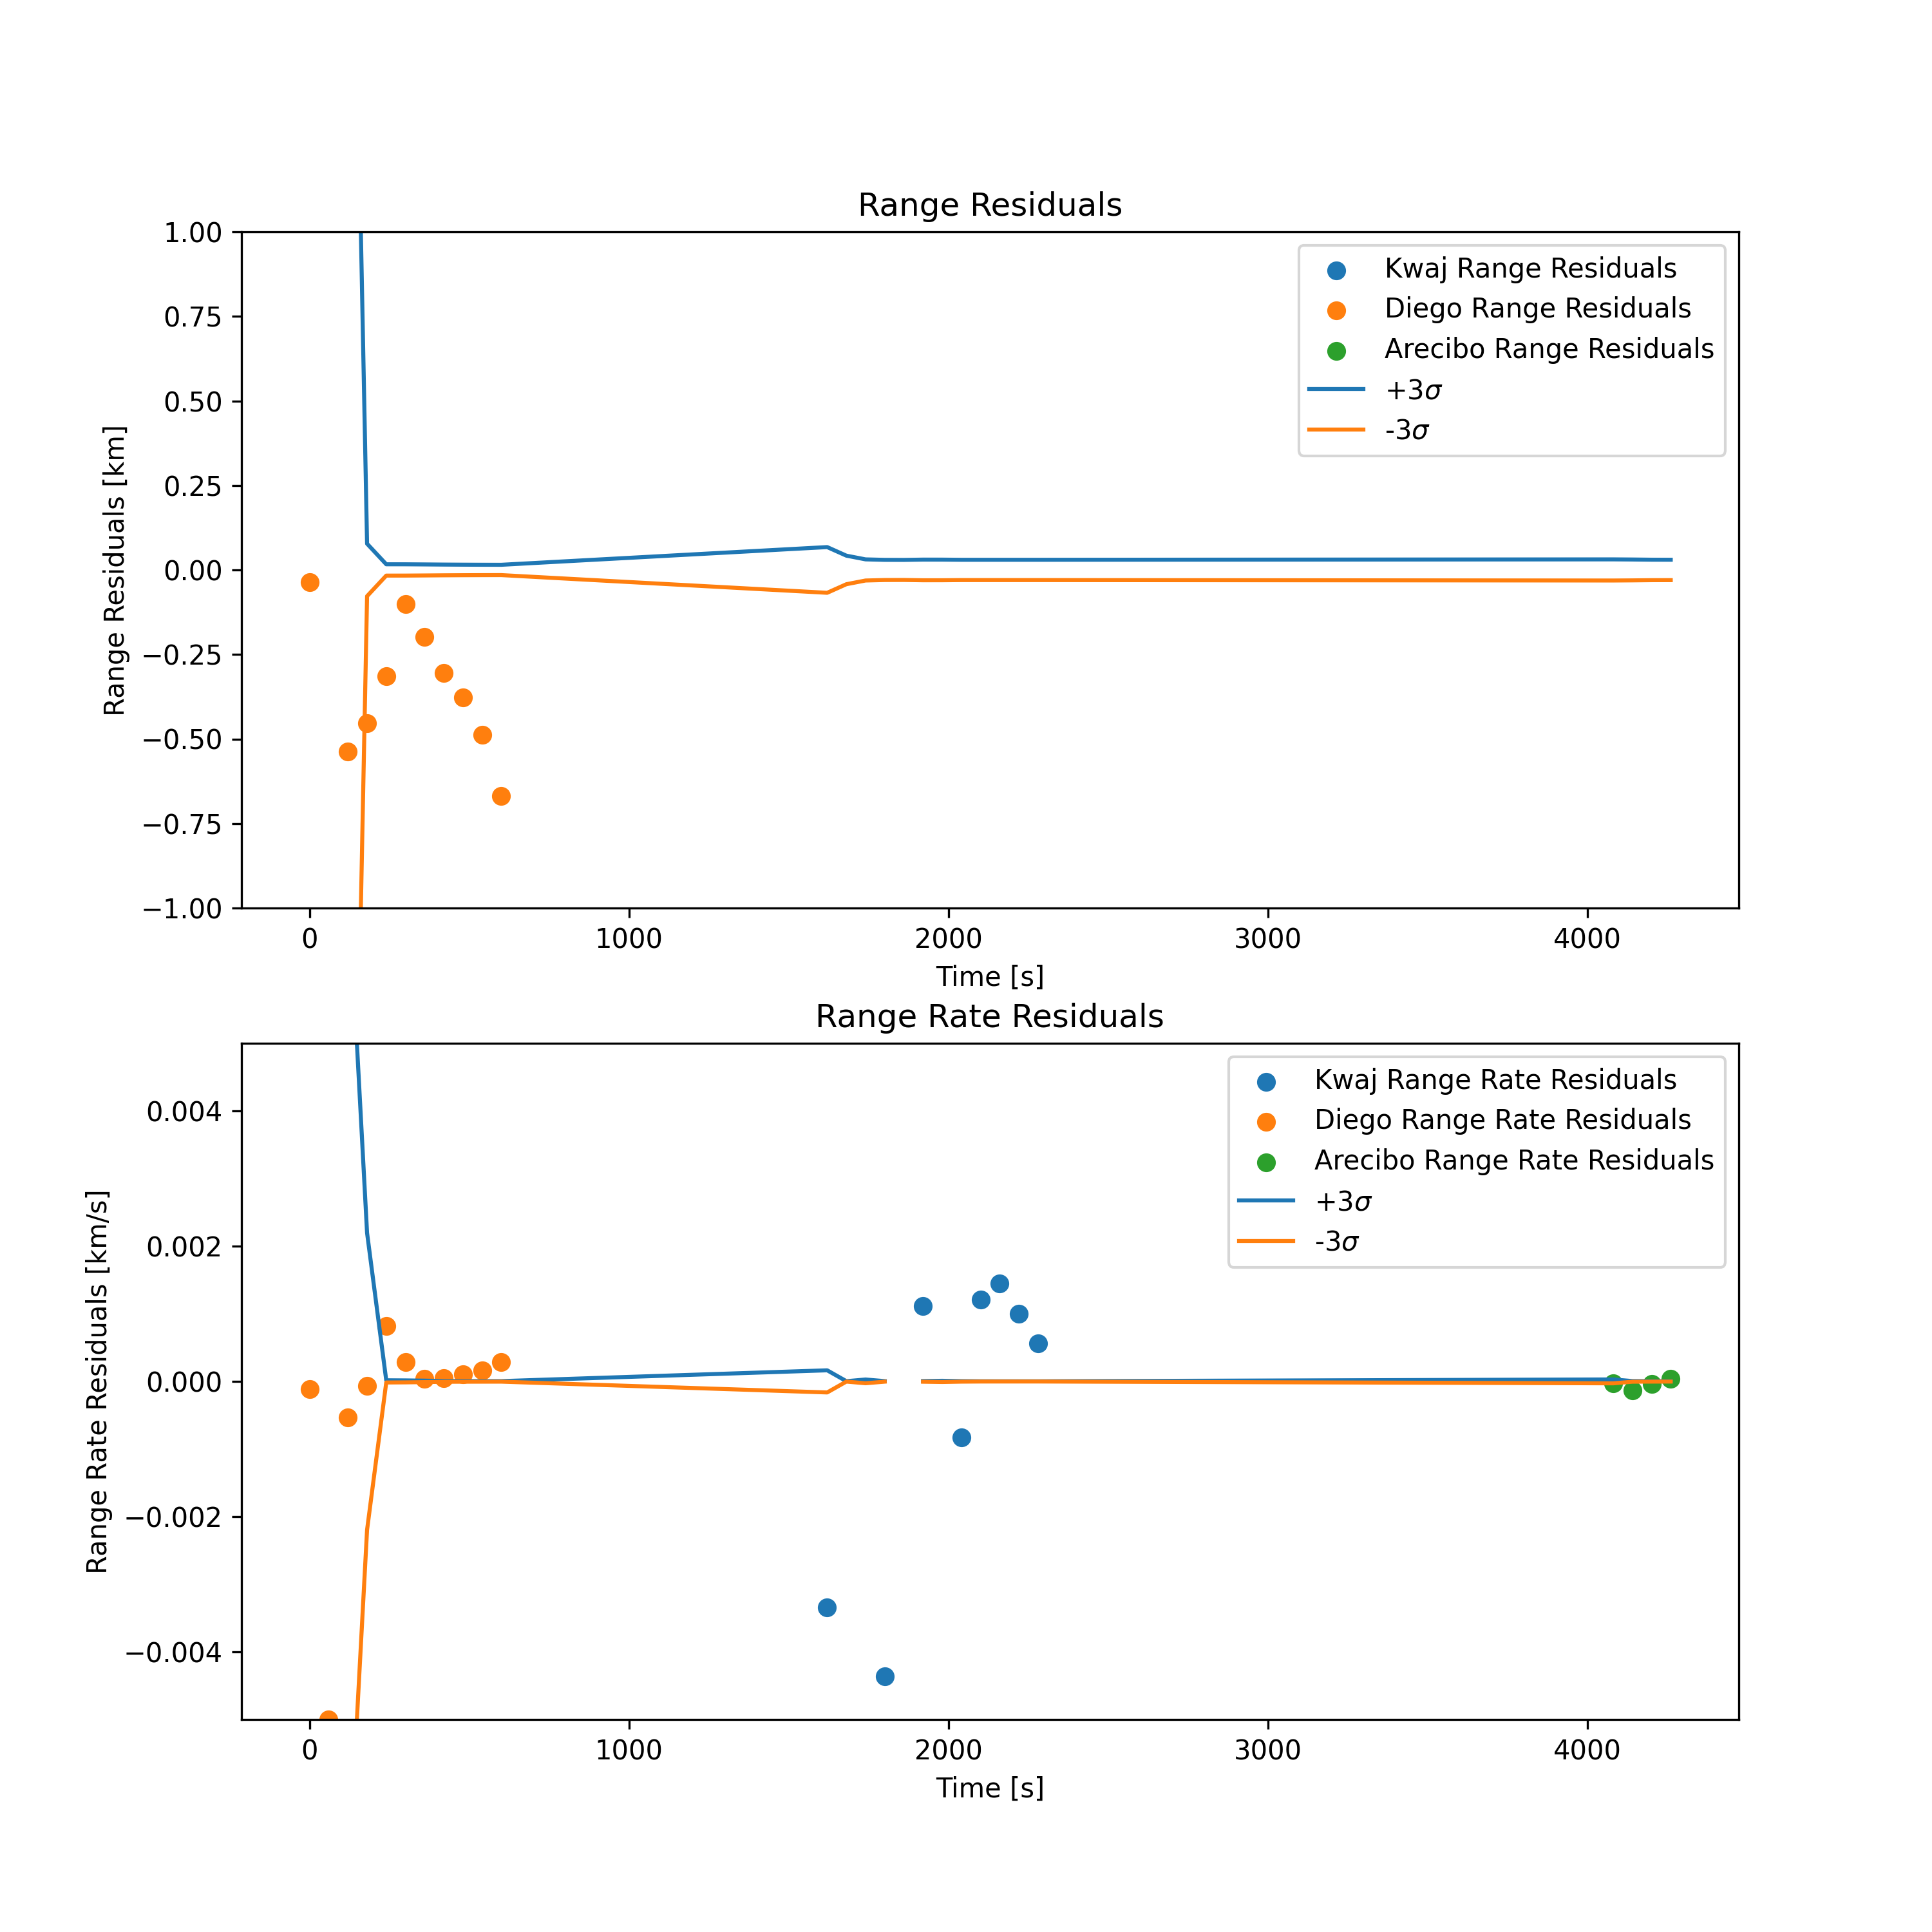 Range Residuals
1.00
0.75
0.50
0.25
0.00
−0.25
−0.50
−0.75
−1.00
Range Residuals [km]
Kwaj Range Residuals
Diego Range Residuals
Arecibo Range Residuals
+3σ
-3σ
0 1000 2000 3000 4000
Time [s]
Range Rate Residuals
0.004
0.002
0.000
−0.002
−0.004
Range Rate Residuals [km/s]
Kwaj Range Rate Residuals
Diego Range Rate Residuals
Arecibo Range Rate Residuals
+3σ
-3σ
0 1000 2000 3000 4000
Time [s]